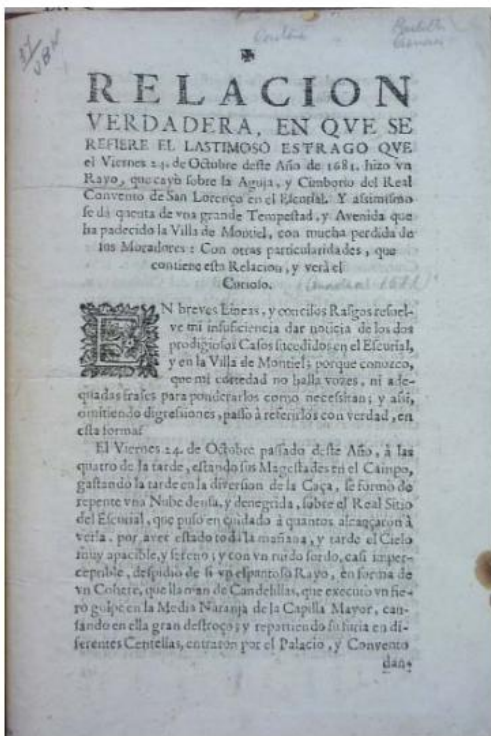 RELACION
VERDADERA, EN QVE SE
REFIERE EL LASTIMOSO ESTRAGO QVE
el Viernes 24. de Octubre deste Año de 1681. hizo vn
Rayo, que cayò sobre la Aguja, y Cimborio del Real
Convento de San Lorenço en el Escurial. Y assimismo
se dà quenta de vna grande Tempestad, y Avenida que
ha padecido la Villa de Montiel, con mucha perdida de
sus Moradores: Con otras particularidades, que
contiene esta Relacion, y verà el
Curioso.
EN breves Lineas, y concisos Rasgos resuel-
ve mi insuficiencia dar noticia de los dos
prodigiosos Casos sucedidos en el Escurial,
y en la Villa de Montiel; porque conozco,
que mi cortedad no halla vozes, ni ade-
quadas frases para ponderarlos como necessitan; y assi,
omitiendo digressiones, passo à referirlos con verdad, en
esta forma
El Viernes 24. de Octubre passado deste Año, à las
quatro de la tarde, estando sus Magestades en el Campo,
gastando la tarde en la diversion de la Caça, se formò de
repente vna Nube densa, y denegrida, sobre el Real Sitio
del Escurial, que puso en cuidado à quantos alcançaron à
verla, por aver estado toda la mañana, y tarde el Cielo
muy apacible, y sereno; y con vn ruido sordo, casi imper-
ceptible, despidiò de si vn espantoso Rayo, en forma de
vn Cohete, que llaman de Candelillas, que executò vn fie-
ro golpe en la Media Naranja de la Capilla Mayor, cau-
sando en ella gran destroço; y repartiendo su furia en di-
ferentes Centellas, entraron por el Palacio, y Convento
dan-